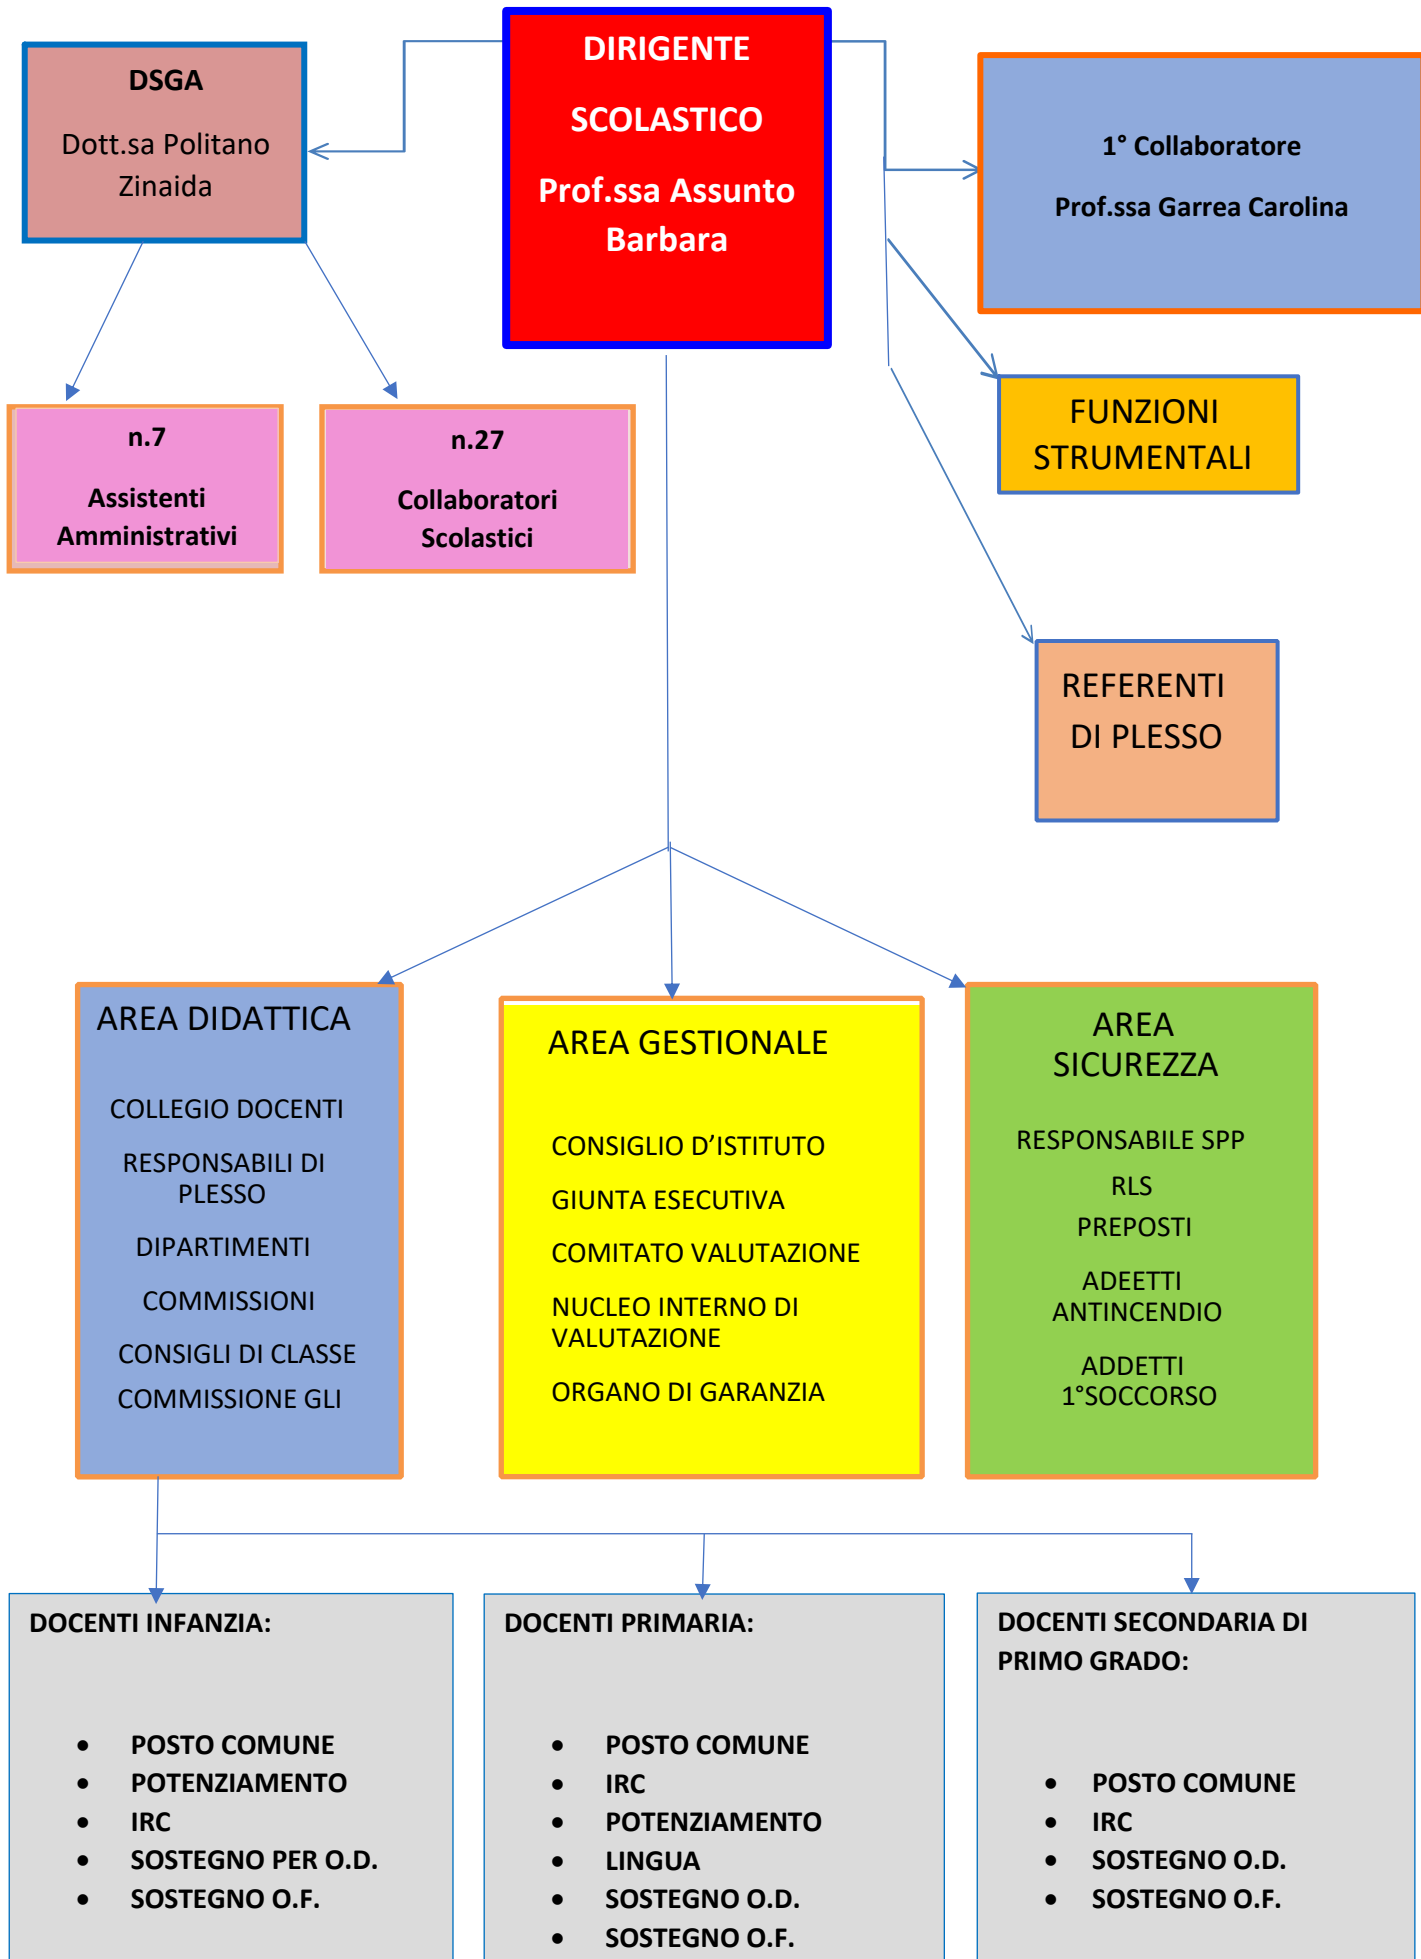 DIRIGENTE
SCOLASTICO
Prof.ssa Assunto
Barbara
DSGA
Dott.sa Politano
Zinaida
1° Collaboratore
Prof.ssa Garrea Carolina
n.7
Assistenti
Amministrativi
n.27
Collaboratori
Scolastici
FUNZIONI
STRUMENTALI
REFERENTI
DI PLESSO
AREA DIDATTICA
COLLEGIO DOCENTI
RESPONSABILI DI
PLESSO
DIPARTIMENTI
COMMISSIONI
CONSIGLI DI CLASSE
COMMISSIONE GLI
AREA GESTIONALE
CONSIGLIO D’ISTITUTO
GIUNTA ESECUTIVA
COMITATO VALUTAZIONE
NUCLEO INTERNO DI
VALUTAZIONE
ORGANO DI GARANZIA
AREA
SICUREZZA
RESPONSABILE SPP
RLS
PREPOSTI
ADEETTI
ANTINCENDIO
ADDETTI
1°SOCCORSO
DOCENTI INFANZIA:
• POSTO COMUNE
• POTENZIAMENTO
• IRC
• SOSTEGNO PER O.D.
• SOSTEGNO O.F.
DOCENTI PRIMARIA:
• POSTO COMUNE
• IRC
• POTENZIAMENTO
• LINGUA
• SOSTEGNO O.D.
• SOSTEGNO O.F.
DOCENTI SECONDARIA DI
PRIMO GRADO:
• POSTO COMUNE
• IRC
• SOSTEGNO O.D.
• SOSTEGNO O.F.